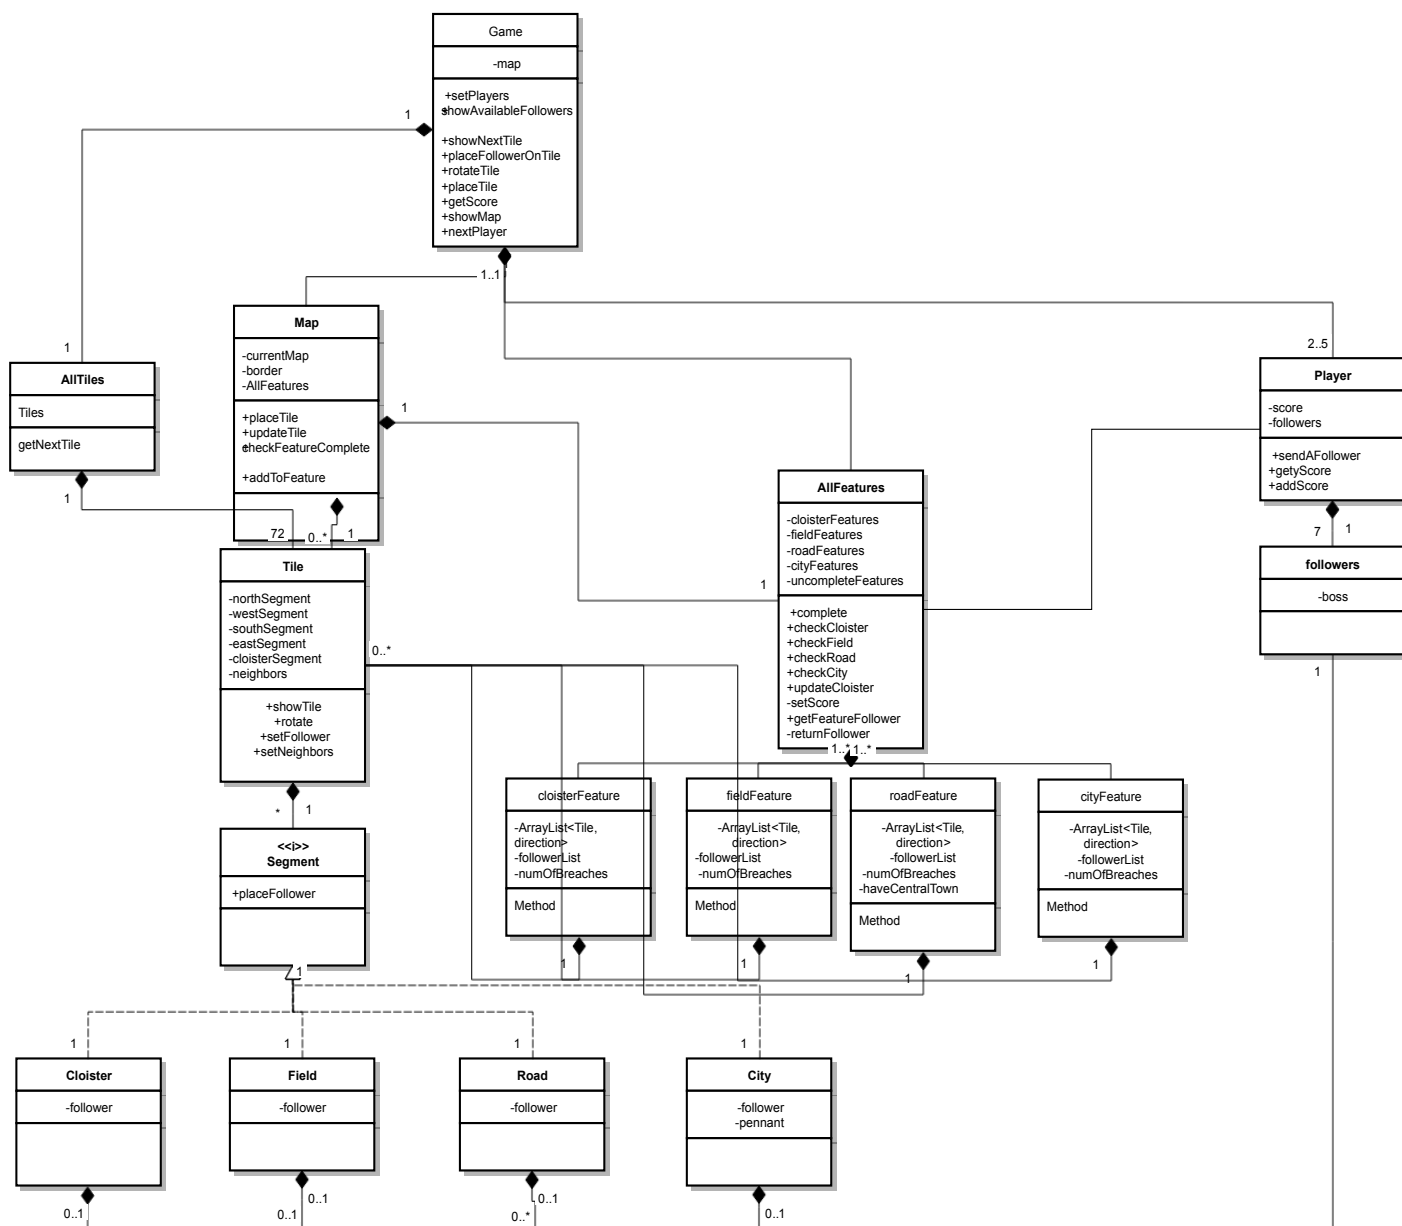 Game
-map
+setPlayers
+showAvailableFollowers
+showNextTile
+placeFollowerOnTile
+rotateTile
+placeTile
+getScore
+showMap
+nextPlayer
1
1..1
1
2..5
Map
-currentMap
-border
-AllFeatures
+placeTile
+updateTile
+checkFeatureComplete
+addToFeature
1
AllTiles
Tiles
getNextTile
1
72
0..*
1
Player
-score
-followers
+sendAFollower
+getyScore
+addScore
7
1
followers
-boss
1
AllFeatures
-cloisterFeatures
-fieldFeatures
-roadFeatures
-cityFeatures
-uncompleteFeatures
+complete
+checkCloister
+checkField
+checkRoad
+checkCity
+updateCloister
-setScore
+getFeatureFollower
-returnFollower
1
1..*
1..*
Tile
-northSegment
-westSegment
-southSegment
-eastSegment
-cloisterSegment
-neighbors
+showTile
+rotate
+setFollower
+setNeighbors
0..*
*
1
<<i>>
Segment
+placeFollower
1
cloisterFeature
-ArrayList<Tile,
direction>
-followerList
-numOfBreaches
Method
1
fieldFeature
-ArrayList<Tile,
direction>
-followerList
-numOfBreaches
Method
1
roadFeature
-ArrayList<Tile,
direction>
-followerList
-numOfBreaches
-haveCentralTown
Method
1
cityFeature
-ArrayList<Tile,
direction>
-followerList
-numOfBreaches
Method
1
1
1
1
1
Cloister
-follower
0..1
Field
-follower
0..1
0..1
Road
-follower
0..1
0..*
City
-follower
-pennant
0..1